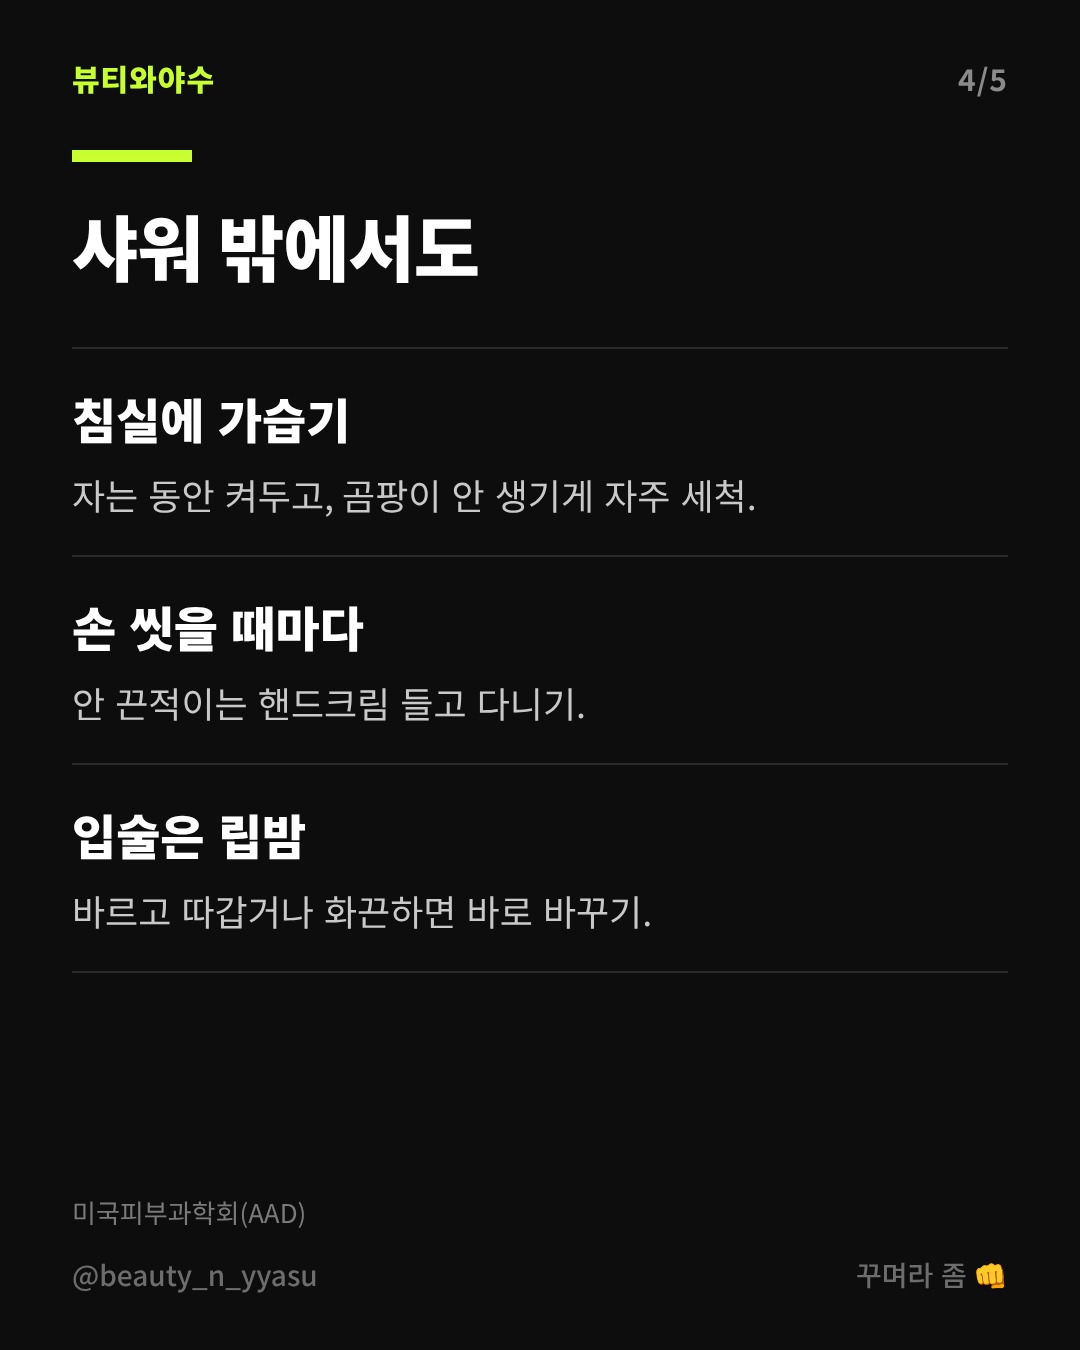 뷰티와야수
4/5
샤워 밖에서도
침실에 가습기
자는 동안 켜두고, 곰팡이 안 생기게 자주 세척.
손 씻을 때마다
안 끈적이는 핸드크림 들고 다니기.
입술은 립밤
바르고 따갑거나 화끈하면 바로 바꾸기.
미국피부과학회(AAD)
@beauty_n_yyasu
꾸며라 좀 👊